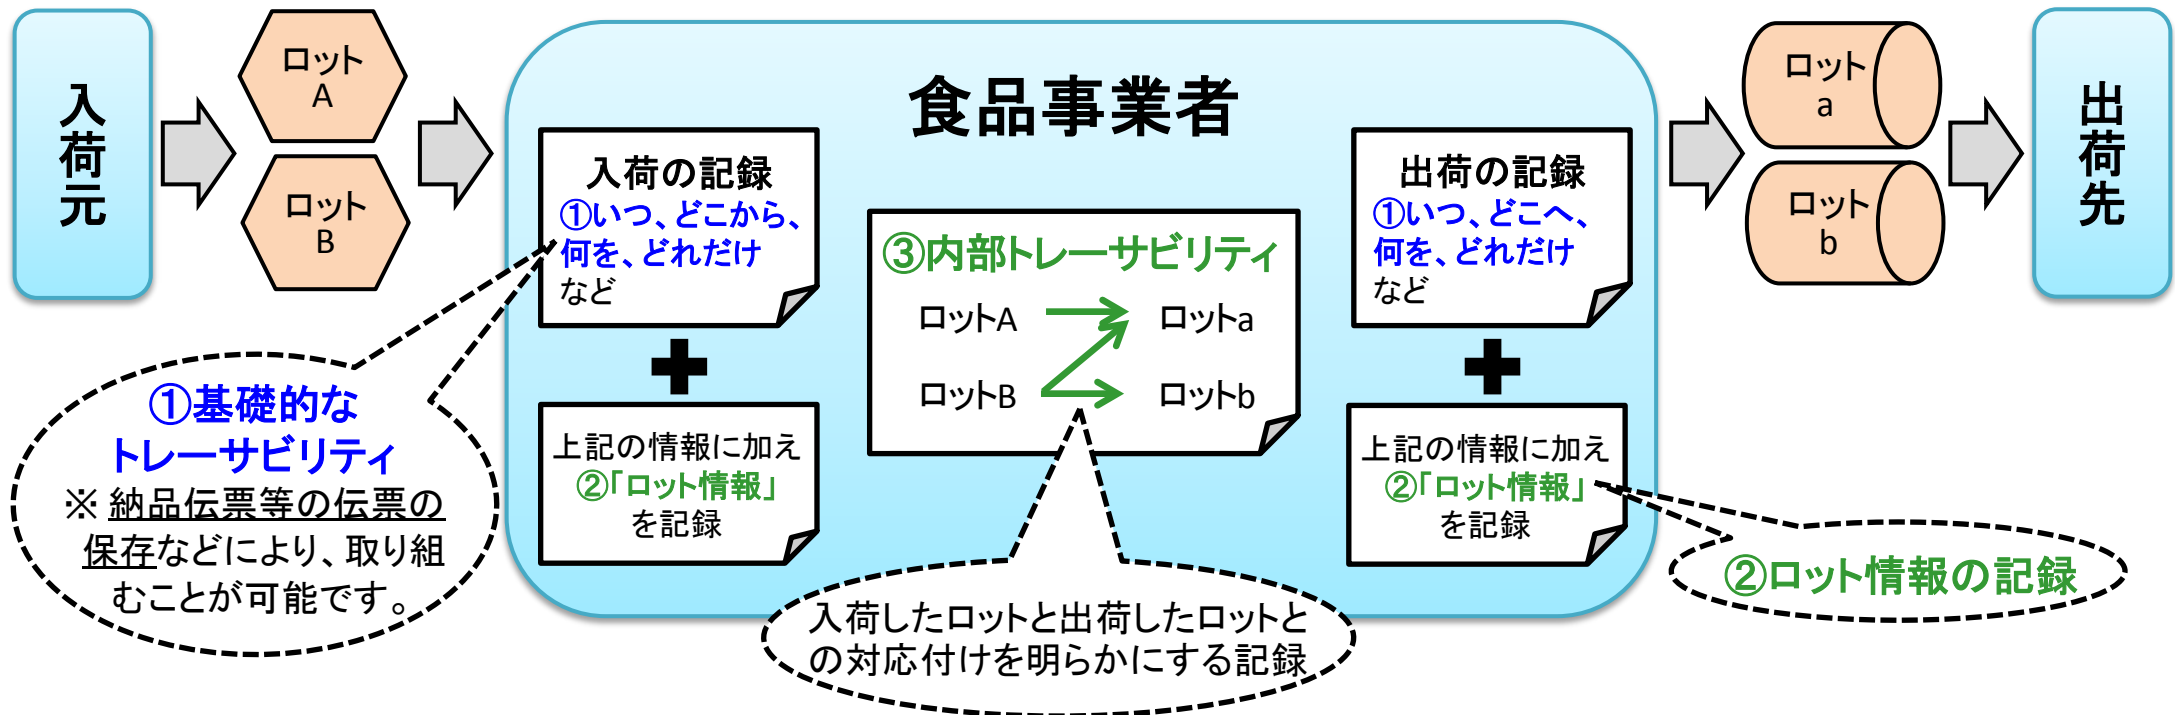 入荷元
ロット
A
ロット
B
食品事業者
入荷の記録
①いつ、どこから、
何を、どれだけ
など
上記の情報に加え
②「ロット情報」
を記録
③内部トレーサビリティ
ロットA
ロットa
ロットB
ロットb
出荷の記録
①いつ、どこへ、
何を、どれだけ
など
上記の情報に加え
②「ロット情報」
を記録
ロット
a
ロット
b
出荷先
①基礎的な
トレーサビリティ
※ 納品伝票等の伝票の
保存などにより、取り組
むことが可能です。
入荷したロットと出荷したロットと
の対応付けを明らかにする記録
②ロット情報の記録